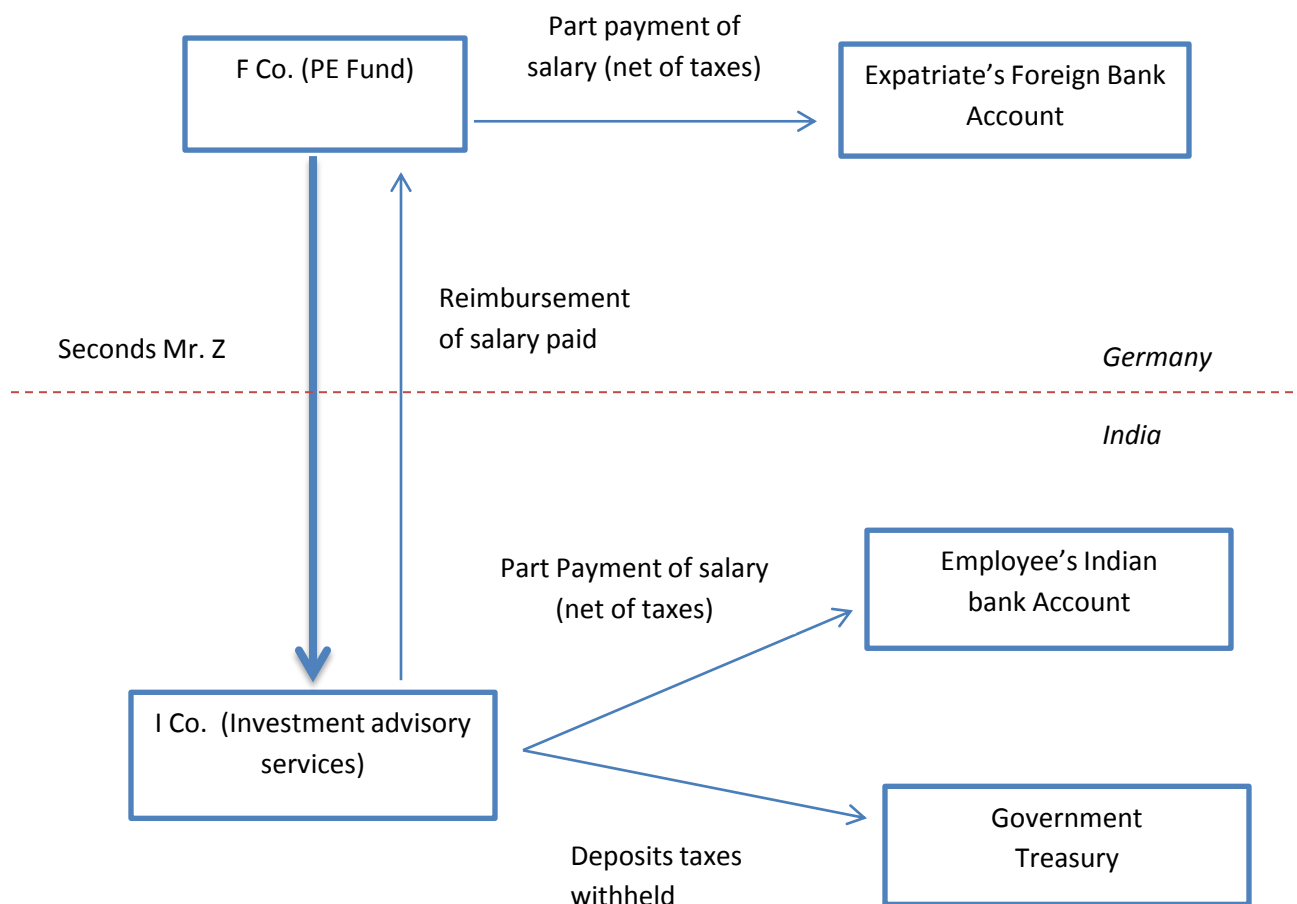 Part payment of
salary (net of taxes)
F Co. (PE Fund)
Expatriate's Foreign Bank
Account
Reimbursement
of salary paid
Seconds Mr. Z
Germany
India
Part Payment of salary
(net of taxes)
Employee's Indian
bank Account
I Co. (Investment advisory
services)
Government
Treasury
Deposits taxes
withheld